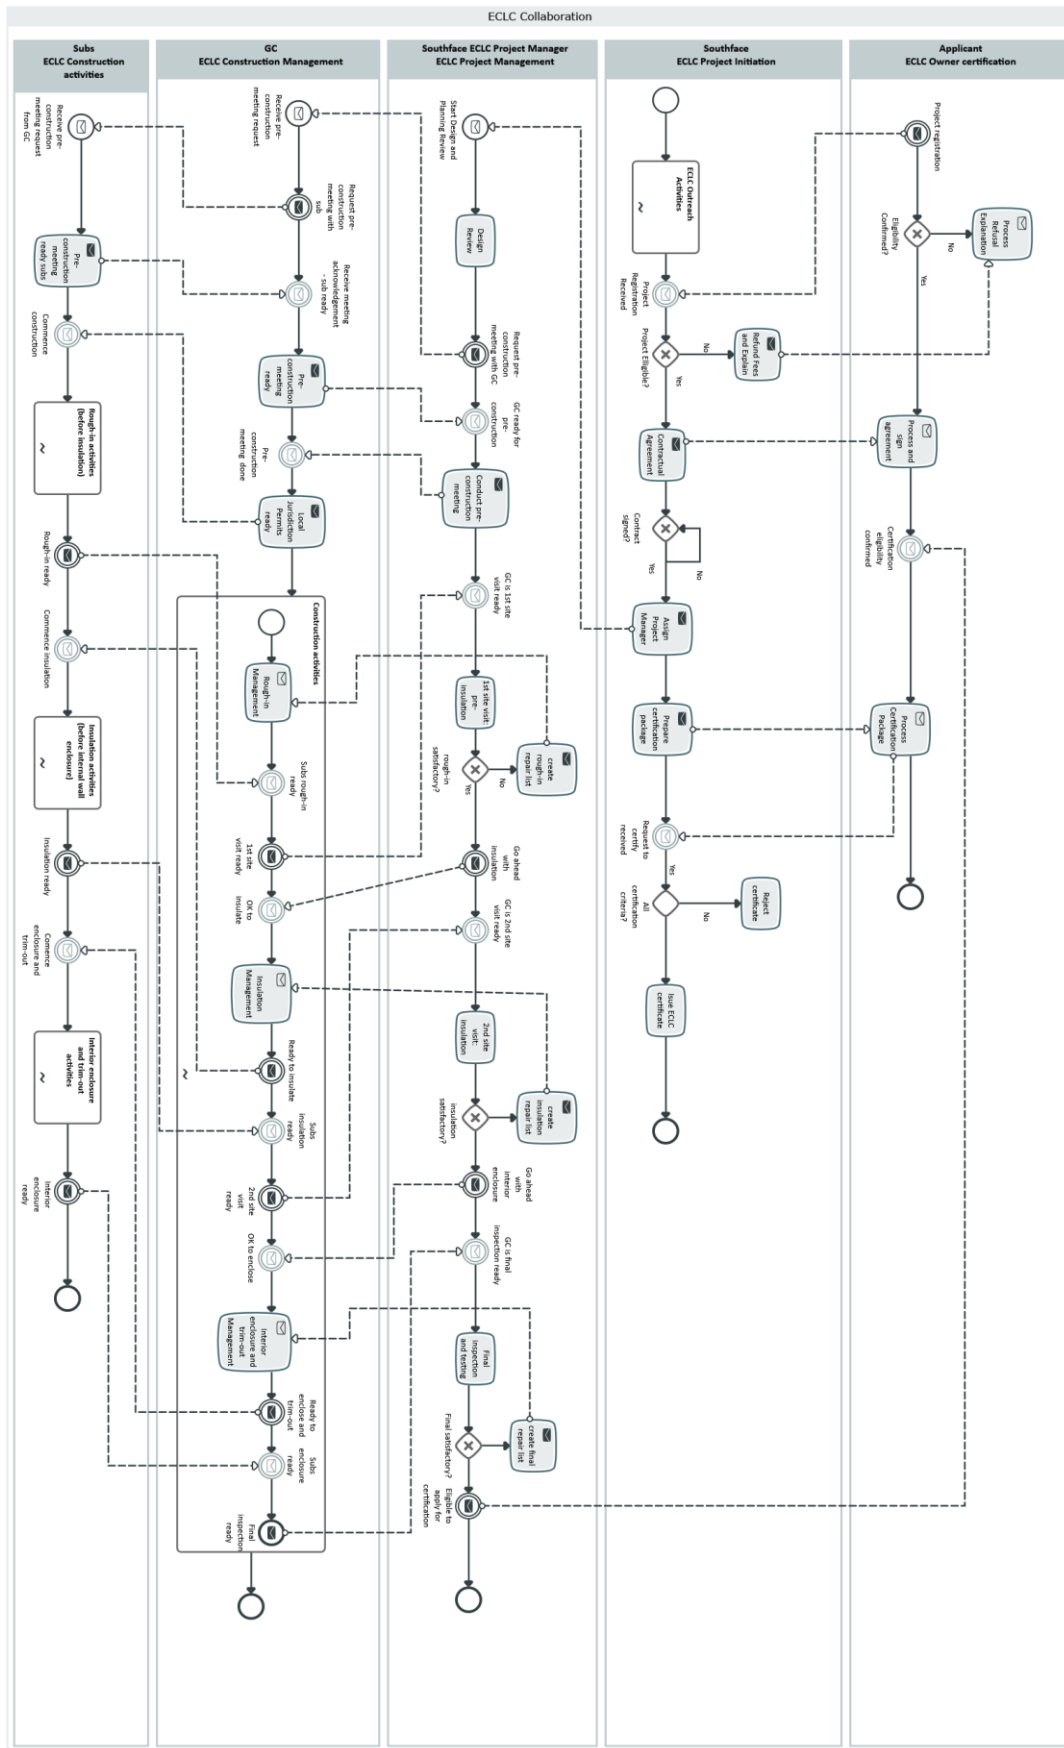 ECLC Collaboration
Subs
ECLC Construction
activities
GC
ECLC Construction Management
Southface ECLC Project Manager
ECLC Project Management
Southface
ECLC Project Initiation
Applicant
ECLC Owner certification
Receive pre-
construction
meeting request
from GC
Pre-
construction
meeting
ready subs
Commence
construction
Rough-in activities
(before insulation)
Rough-in ready
Commence insulation
Insulation activities
(before internal wall
enclosure)
Insulation ready
Comence
enclosure and
trim-out
Interior enclosure
and trim-out
activities
Interior
enclosure
ready
Receive pre-
construction
meeting request
Request pre-
construction
meeting with
sub
Receive meeting
acknowledgement
- sub ready
Pre-
construction
meeting
ready
Pre-
construction
meeting done
Local
Jurisdiction
Permits
ready
Construction activities
Rough-in
Management
Subs rough-in
ready
1st site
visit ready
OK to
insulate
Insulation
Management
Ready to insulate
Subs
insulation
ready
2nd site
visit
ready
OK to enclose
Interior
enclosure and
trim-out
Management
Ready to
enclose and
trim-out
Subs
enclosure
ready
Final
inspection
ready
Start Design and
Planning Review
Design
Review
Request pre-
construction
meeting with GC
GC ready for
pre-
construction
Conduct pre-
construction
meeting
GC is 1st site
visit ready
1st site visit:
pre-
insulation
rough-in
satisfactory?
No
Yes
create
rough-in
repair list
Go ahead
with
insulation
GC is 2nd site
visit ready
2nd site
visit:
insulation
insulation
satisfactory?
create
insulation
repair list
Go ahead
with
interior
enclosure
GC is final
inspection ready
Final
inspection
and testing
Final satisfactory?
create final
repair list
Eligible to
apply for
certification
ECLC Outreach
Activities
Project
Registration
Received
Project Elligible?
No
Yes
Refund Fees
and Explain
Contractual
Agreement
Contract
signed?
No
Yes
Assign
Project
Manager
Prepare
certification
package
Request to
certify
received
Yes
All
certification
criteria?
No
Reject
certificate
Isue ECLC
certificate
Project registration
Eligibility
Confirmed?
No
Yes
Process
Refusal
Explanation
Process and
sign
agreement
Certification
eligibility
confirmed
Process
Certification
Package